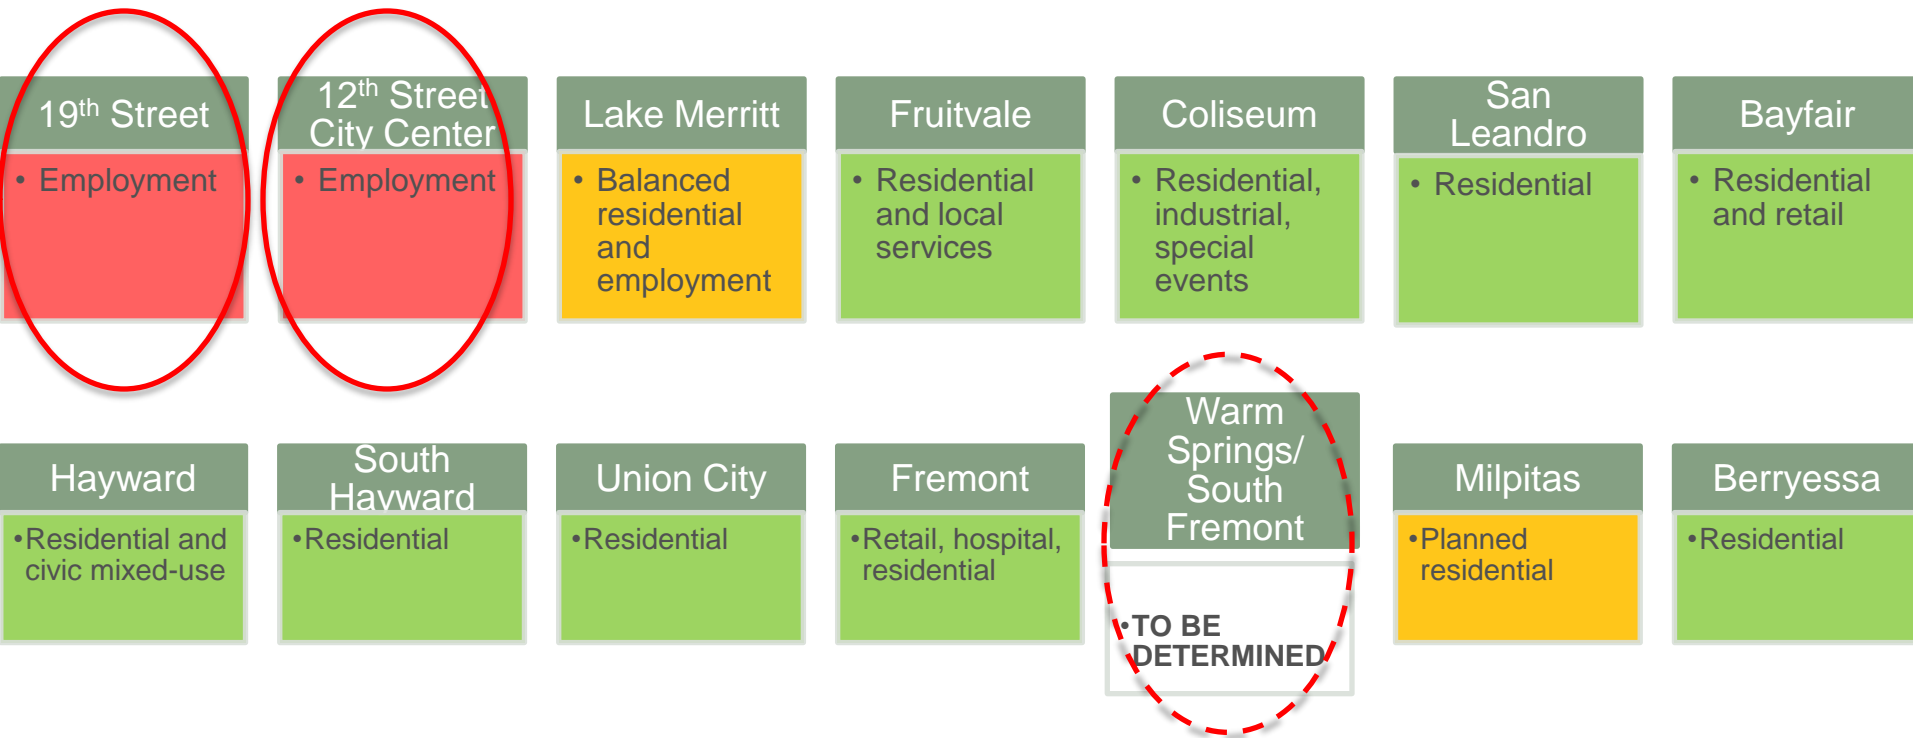 19th Street
• Employment
12th Street
City Center
• Employment
Lake Merritt
• Balanced
residential
and
employment
Fruitvale
• Residential
and local
services
Coliseum
• Residential,
industrial,
special
events
San
Leandro
• Residential
Bayfair
• Residential
and retail
Hayward
•Residential and
civic mixed-use
South
Hayward
•Residential
Union City
•Residential
Fremont
•Retail, hospital,
residential
Warm
Springs/
South
Fremont
•TO BE
DETERMINED
Milpitas
•Planned
residential
Berryessa
•Residential